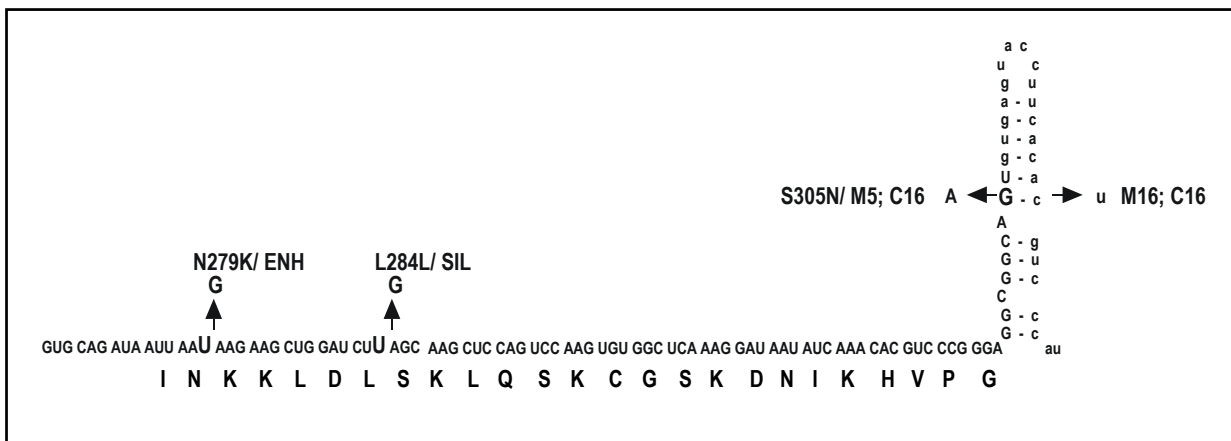 a c
u c
g u
a - u
g - c
u - a
g - c
U - a
S305N/ M5; C16 A G - c u M16; C16
A
C - g
G - u
G - c
C
G - c
G - c
au
N279K/ ENH L284L/ SIL
G G
GUG CAG AUA AUU AAU AAG AAG CUG GAU CUU AGC AAG CUC CAG UCC AAG UGU GGC UCA AAG GAU AAU AUC AAA CAC GUC CCG GGA
I N K K L D L S K L Q S K C G S K D N I K H V P G